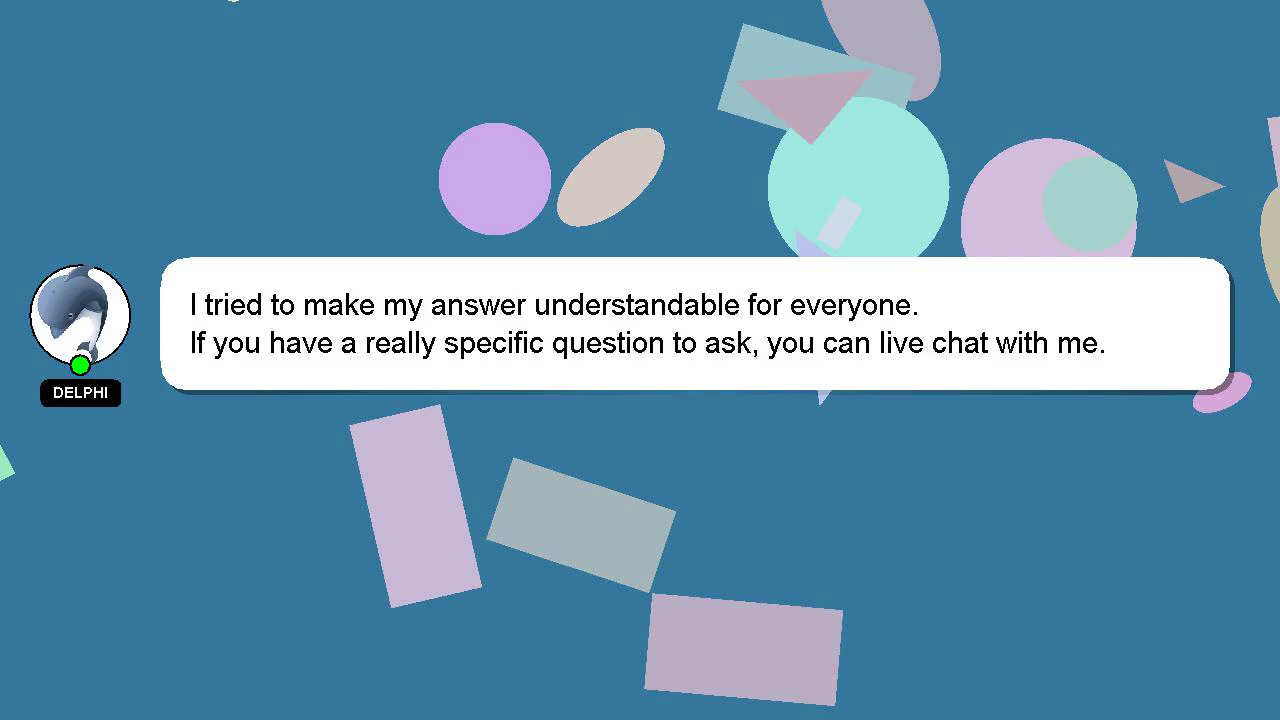 I tried to make my answer understandable for everyone.
If you have a really specific question to ask, you can live chat with me.
DELPHI